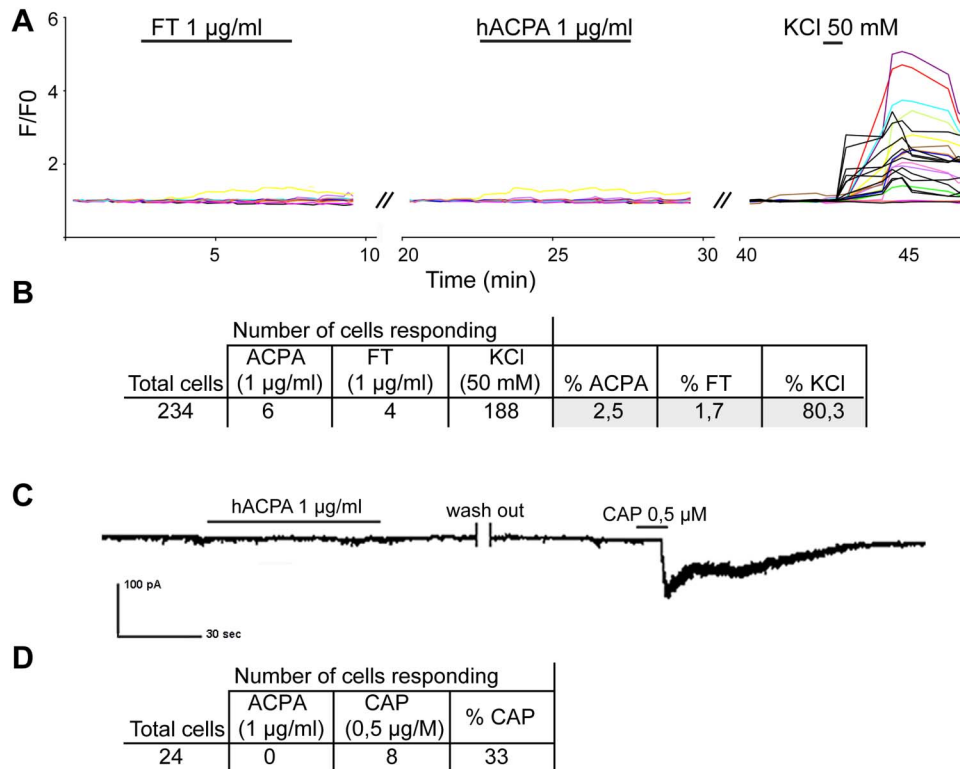 A
FT 1 µg/ml
hACPA 1 µg/ml
KCl 50 mM
6
4
2
F/F0
//
//
5
10
20
25
30
40
45
Time (min)
B
Number of cells responding
Total cells
ACPA
(1 µg/ml)
FT
(1 µg/ml)
KCl
(50 mM)
% ACPA
% FT
% KCl
234 6 4 188 2,5 1,7 80,3
C
hACPA 1 µg/ml
wash out
CAP 0,5 µM
100 pA
30 sec
D
Number of cells responding
Total cells
ACPA
(1 µg/ml)
CAP
(0,5 µg/M)
% CAP
24 0 8 33